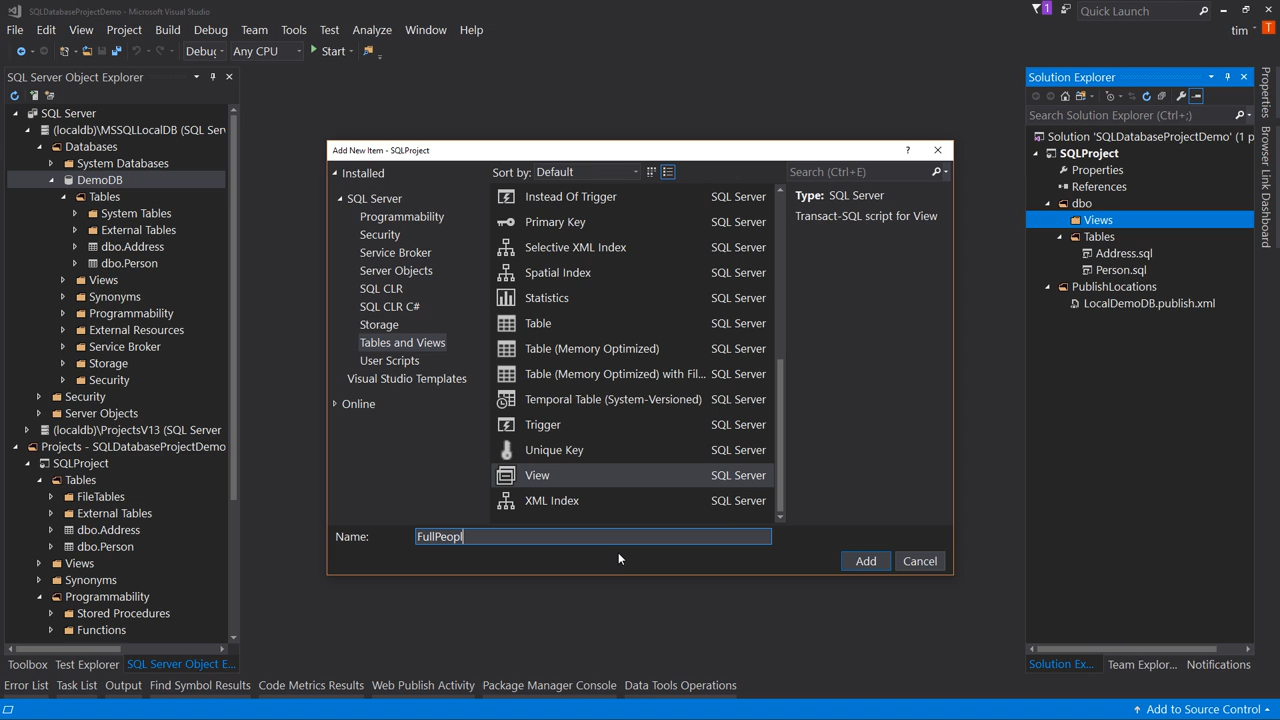 SQLDatabaseProjectDemo - Microsoft Visual Studio
1
Quick Launch
File Edit View Project Build Debug Team Tools Test Analyze Window Help
tim
T
Debug Any CPU Start
SQL Server Object Explorer
SQL Server
(localdb)\MSSQLLocalDB (SQL Ser
Databases
System Databases
DemoDB
Tables
System Tables
External Tables
dbo.Address
dbo.Person
Views
Synonyms
Programmability
External Resources
Service Broker
Storage
Security
Security
Server Objects
(localdb)\ProjectsV13 (SQL Server
Projects - SQLDatabaseProjectDemo
SQLProject
Tables
FileTables
External Tables
dbo.Address
dbo.Person
Views
Synonyms
Programmability
Stored Procedures
Functions
Toolbox Test Explorer SQL Server Object E...
Add New Item - SQLProject
?
Installed
SQL Server
Programmability
Security
Service Broker
Server Objects
SQL CLR
SQL CLR C#
Storage
Tables and Views
User Scripts
Visual Studio Templates
Online
Sort by: Default
Instead Of Trigger SQL Server
Primary Key SQL Server
Selective XML Index SQL Server
Spatial Index SQL Server
Statistics SQL Server
Table SQL Server
Table (Memory Optimized) SQL Server
Table (Memory Optimized) with Fil... SQL Server
Temporal Table (System-Versioned) SQL Server
Trigger SQL Server
Unique Key SQL Server
View SQL Server
XML Index SQL Server
Search (Ctrl+E)
Type: SQL Server
Transact-SQL script for View
Name: FullPeopl
Add Cancel
Solution Explorer
Search Solution Explorer (Ctrl+;)
Solution 'SQLDatabaseProjectDemo' (1 p
SQLProject
Properties
References
dbo
Views
Tables
Address.sql
Person.sql
PublishLocations
LocalDemoDB.publish.xml
Solution Ex... Team Explor... Notifications
Properties
Browser Link Dashboard
Error List Task List Output Find Symbol Results Code Metrics Results Web Publish Activity Package Manager Console Data Tools Operations
Add to Source Control